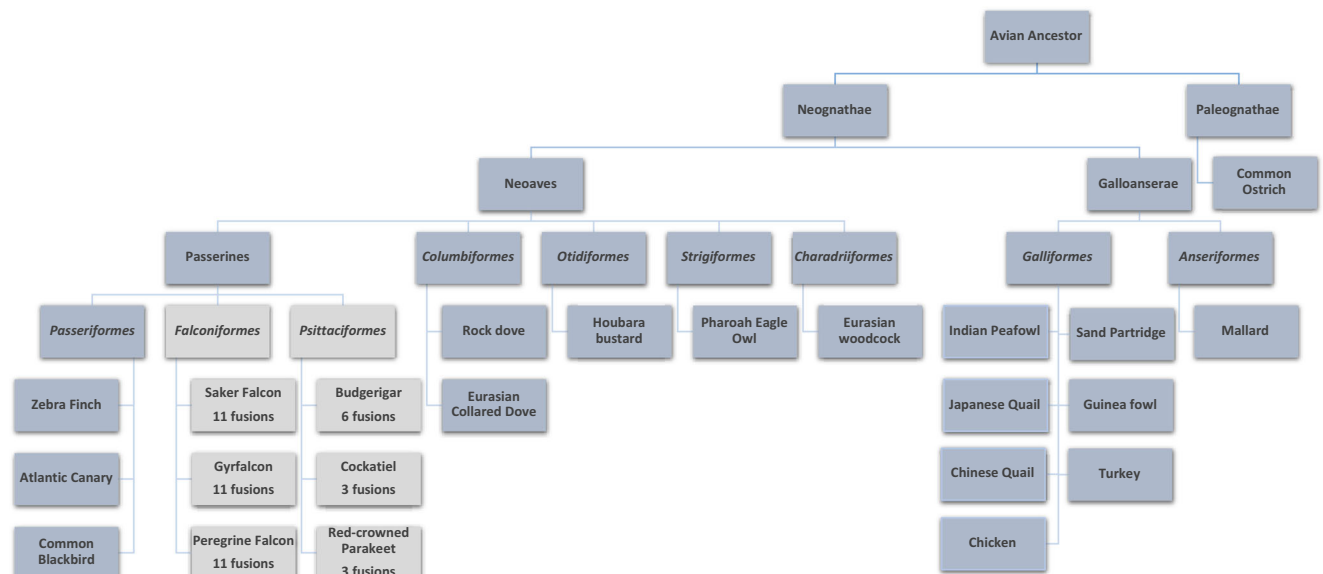 Avian Ancestor
Neognathae
Paleognathae
Neoaves
Galloanserae
Common
Ostrich
Passerines
Columbiformes
Otidiformes
Strigiformes
Charadriiformes
Galliformes
Anseriformes
Passeriformes
Falconiformes
Psittaciformes
Rock dove
Houbara
bustard
Pharoah Eagle
Owl
Eurasian
woodcock
Indian Peafowl
Sand Partridge
Mallard
Zebra Finch
Saker Falcon
11 fusions
Budgerigar
6 fusions
Eurasian
Collared Dove
Japanese Quail
Guinea fowl
Atlantic Canary
Gyrfalcon
11 fusions
Cockatiel
3 fusions
Chinese Quail
Turkey
Common
Blackbird
Peregrine Falcon
11 fusions
Red-crowned
Parakeet
3 fusions
Chicken